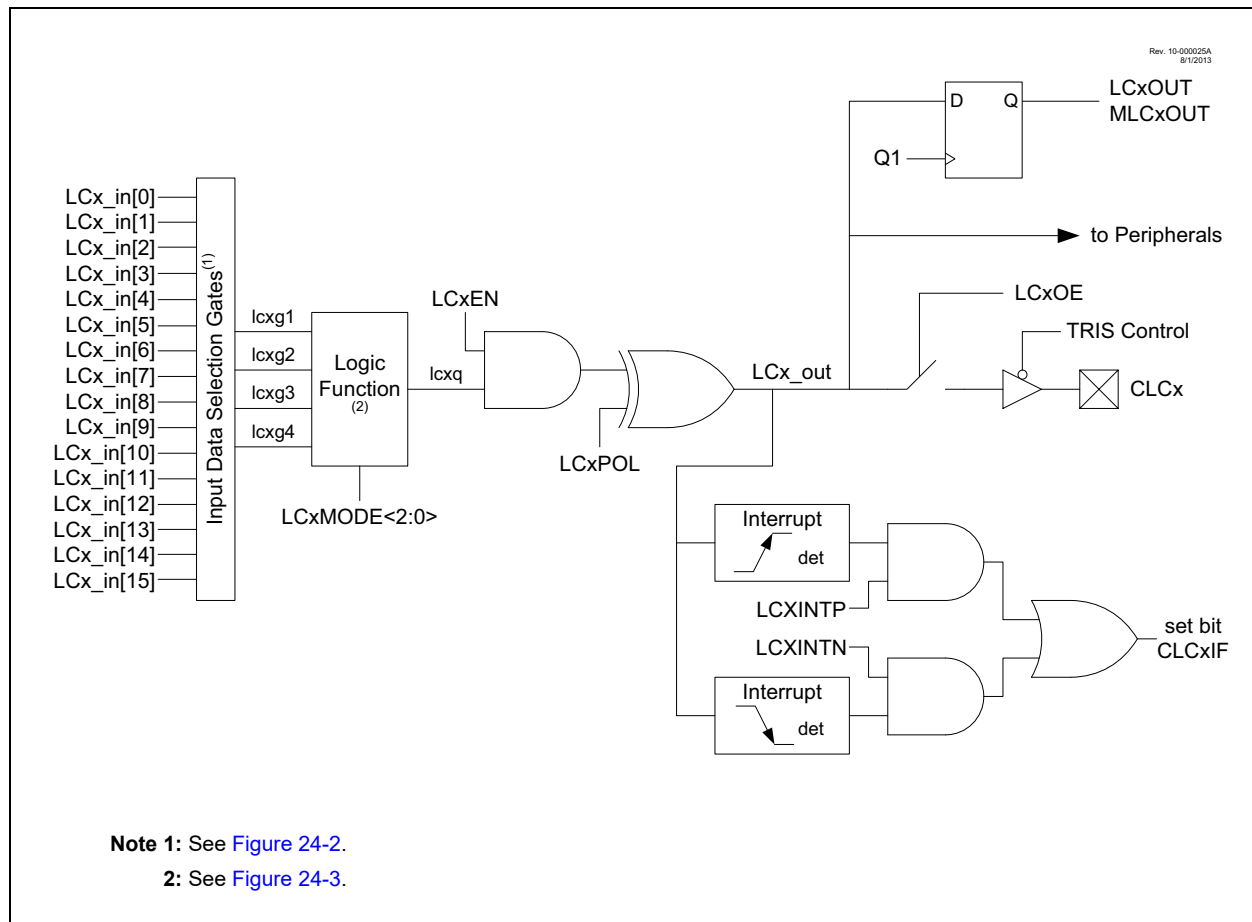 Rev. 10-000025A
8/1/2013
LCxOUT
MLCxOUT
D Q
Q1
to Peripherals
LCx_in[0]
LCx_in[1]
LCx_in[2]
LCx_in[3]
LCx_in[4]
LCx_in[5]
LCx_in[6]
LCx_in[7]
LCx_in[8]
LCx_in[9]
LCx_in[10]
LCx_in[11]
LCx_in[12]
LCx_in[13]
LCx_in[14]
LCx_in[15]
Input Data Selection Gates(1)
lcxg1
lcxg2
lcxg3
lcxg4
Logic
Function
(2)
LCxMODE<2:0>
lcxq
LCxEN
LCxPOL
LCx_out
LCxOE
TRIS Control
CLCx
Interrupt
det
LCXINTP
LCXINTN
Interrupt
det
set bit
CLCxIF
Note 1: See Figure 24-2.
2: See Figure 24-3.